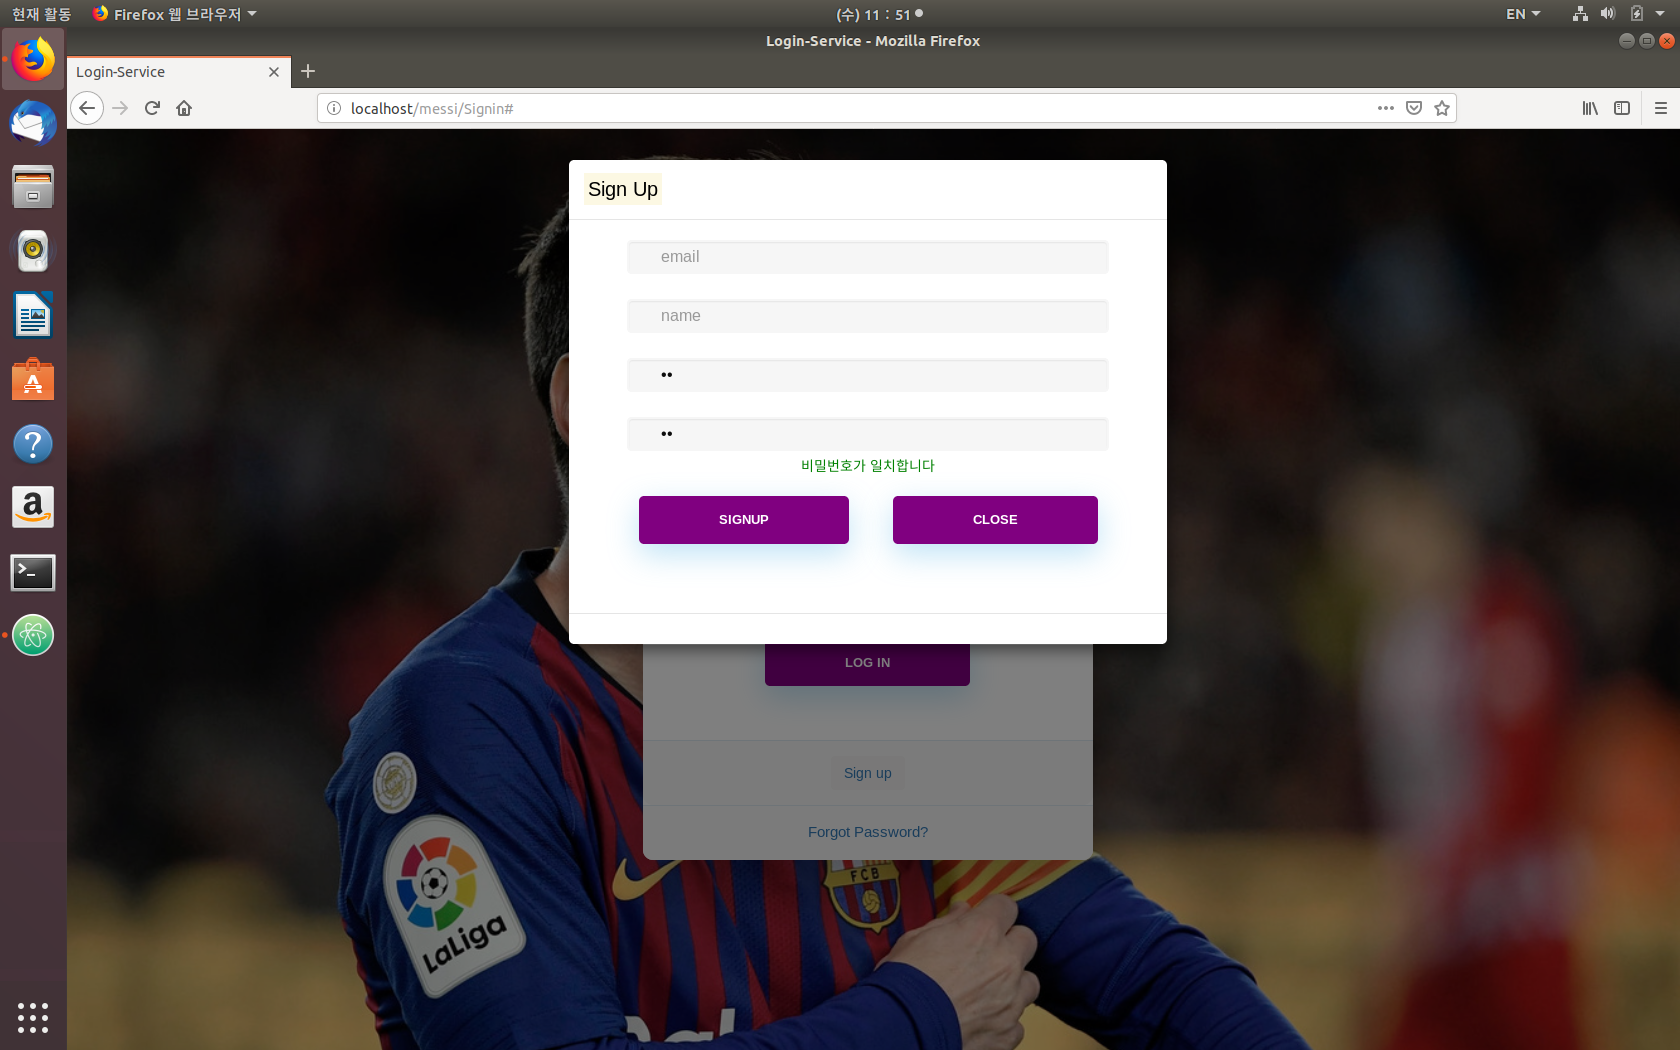 현재 활동 Firefox 웹 브라우저 (수) 11 : 51 EN
Login-Service - Mozilla Firefox
Login-Service
localhost/messi/Signin#
Sign Up
email
name
비밀번호가 일치합니다
SIGNUP CLOSE
LOG IN
Sign up
Forgot Password?
FCB
LaLiga